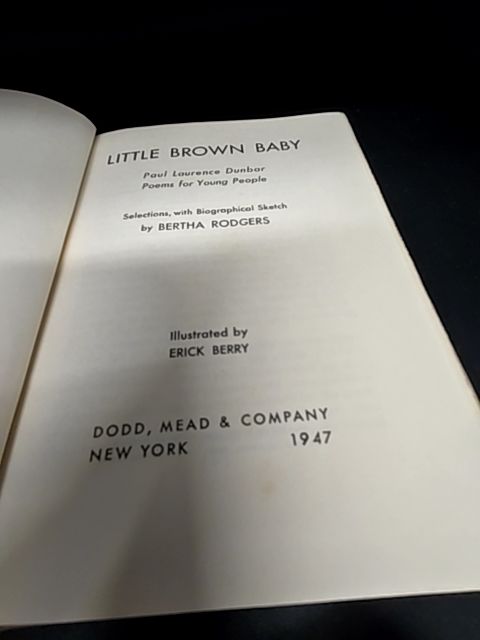 LITTLE BROWN BABY
Paul Laurence Dunbar
Poems for Young People
Selections, with Biographical Sketch
by BERTHA RODGERS
Illustrated by
ERICK BERRY
DODD, MEAD & COMPANY
NEW YORK 1947